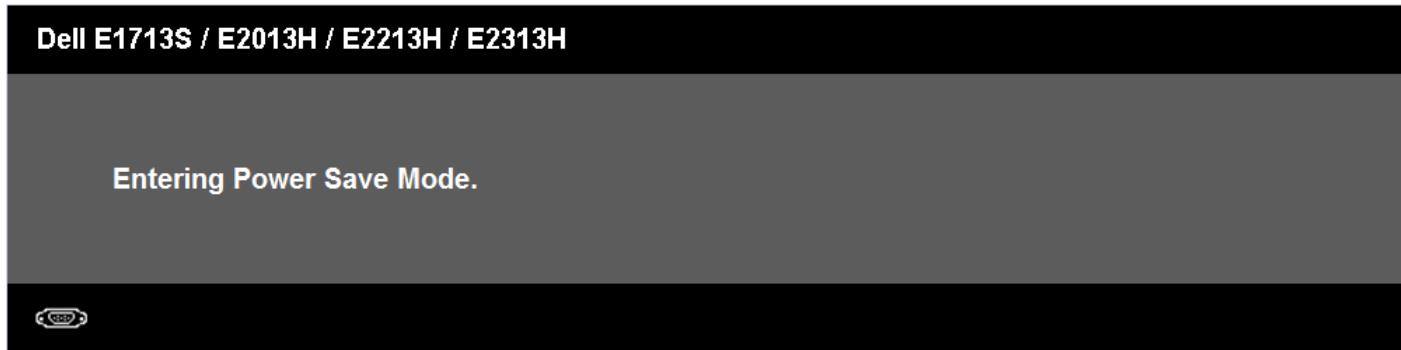 Dell E1713S / E2013H / E2213H / E2313H
Entering Power Save Mode.